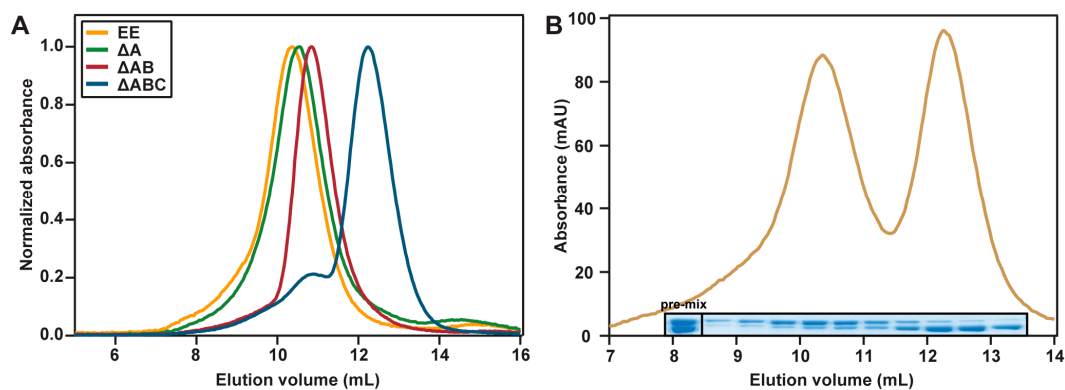 A
EE
ΔA
ΔAB
ΔABC
Normalized absorbance
1.0
0.8
0.6
0.4
0.2
0.0
6
8
10
12
14
16
Elution volume (mL)
B
Absorbance (mAU)
100
80
60
40
20
0
pre-mix
7
8
9
10
11
12
13
14
Elution volume (mL)